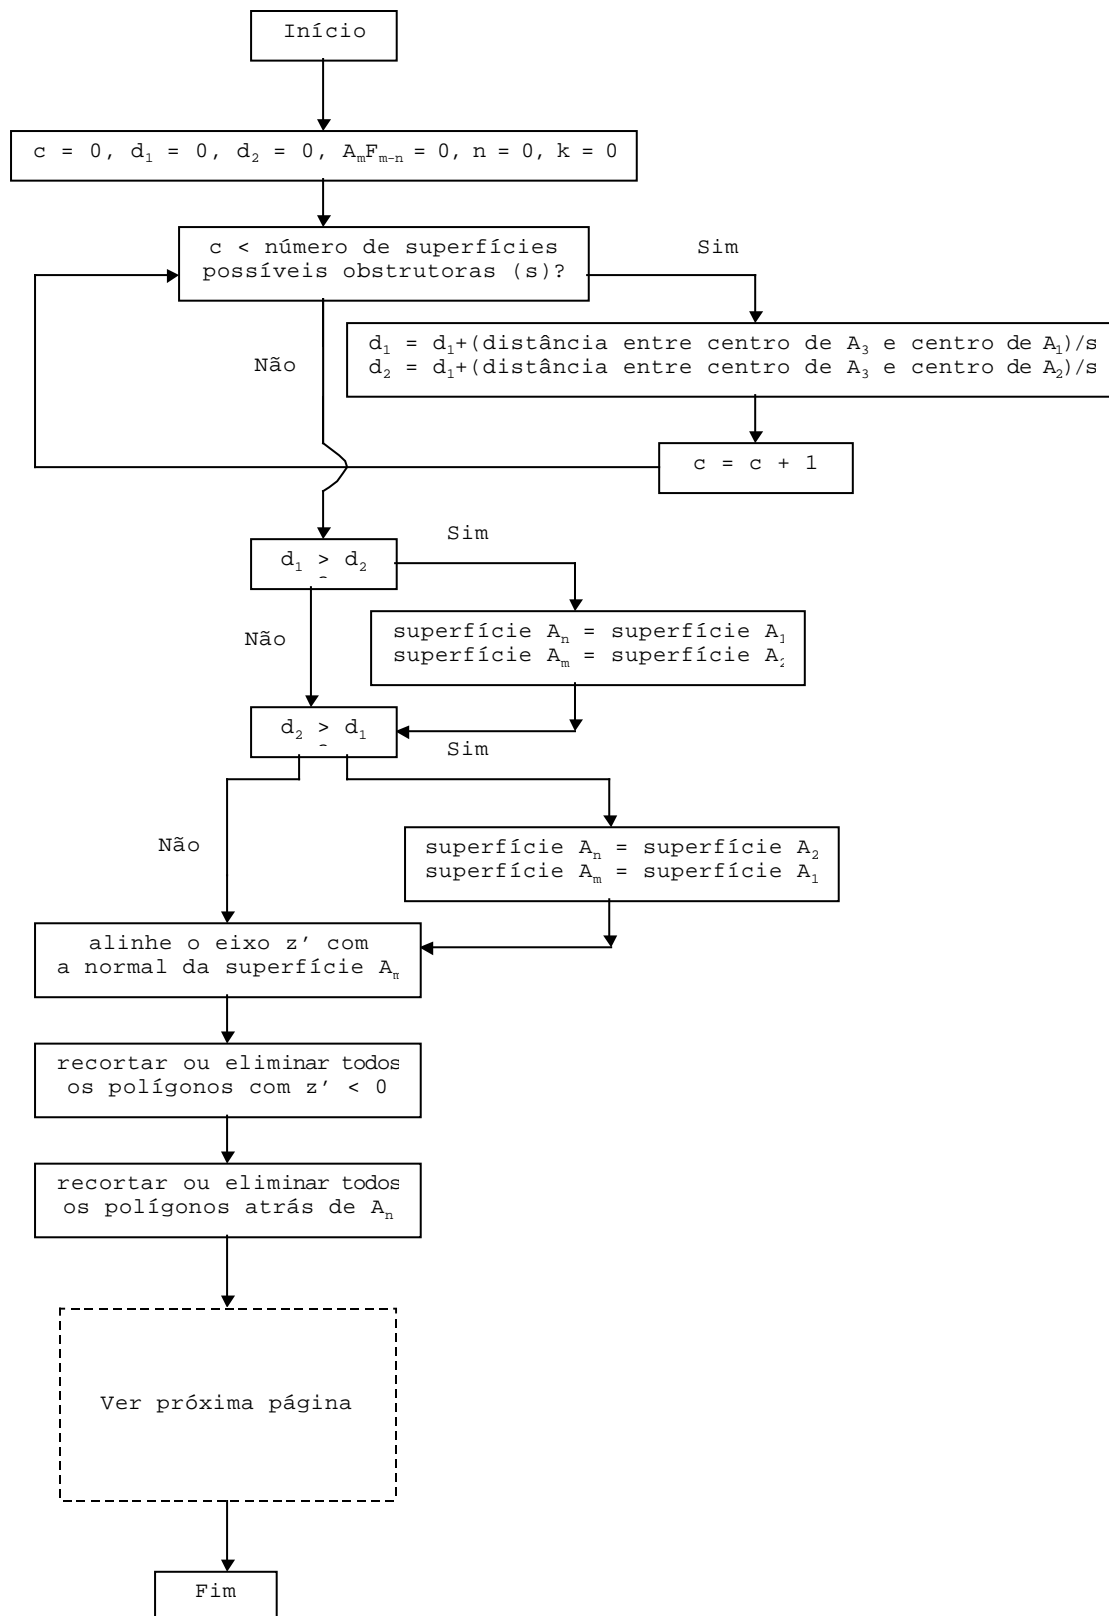 Início
c = 0, d₁ = 0, d₂ = 0, AₘFₘ₋ₙ = 0, n = 0, k = 0
c < número de superfícies
possíveis obstrutoras (s)?
Sim
d₁ = d₁+(distância entre centro de A₃ e centro de A₁)/s
d₂ = d₁+(distância entre centro de A₃ e centro de A₂)/s
Não
c = c + 1
Sim
d₁ > d₂
superfície Aₙ = superfície A₁
superfície Aₘ = superfície A₂
Não
d₂ > d₁
Sim
Não
superfície Aₙ = superfície A₂
superfície Aₘ = superfície A₁
alinhe o eixo z’ com
a normal da superfície Aₘ
recortar ou eliminar todos
os polígonos com z’ < 0
recortar ou eliminar todos
os polígonos atrás de Aₙ
Ver próxima página
Fim